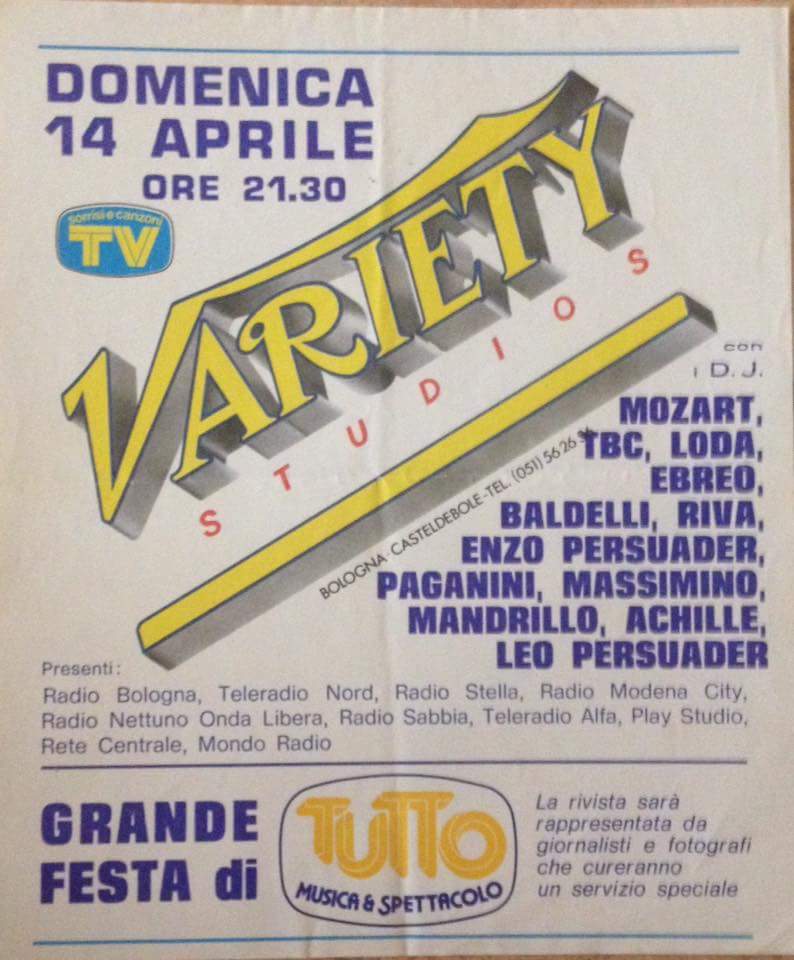 DOMENICA
14 APRILE
ORE 21.30
sorrisi e canzoni
TV
VARIETY
STUDIOS
BOLOGNA - CASTELDEBOLE - TEL. (051) 56 26
con
i D.J.
MOZART,
TBC, LODA,
EBREO,
BALDELLI, RIVA,
ENZO PERSUADER,
PAGANINI, MASSIMINO,
MANDRILLO, ACHILLE,
LEO PERSUADER
Presenti:
Radio Bologna, Teleradio Nord, Radio Stella, Radio Modena City,
Radio Nettuno Onda Libera, Radio Sabbia, Teleradio Alfa, Play Studio,
Rete Centrale, Mondo Radio
GRANDE
FESTA di
TUTTO
MUSICA & SPETTACOLO
La rivista sarà
rappresentata da
giornalisti e fotografi
che cureranno
un servizio speciale